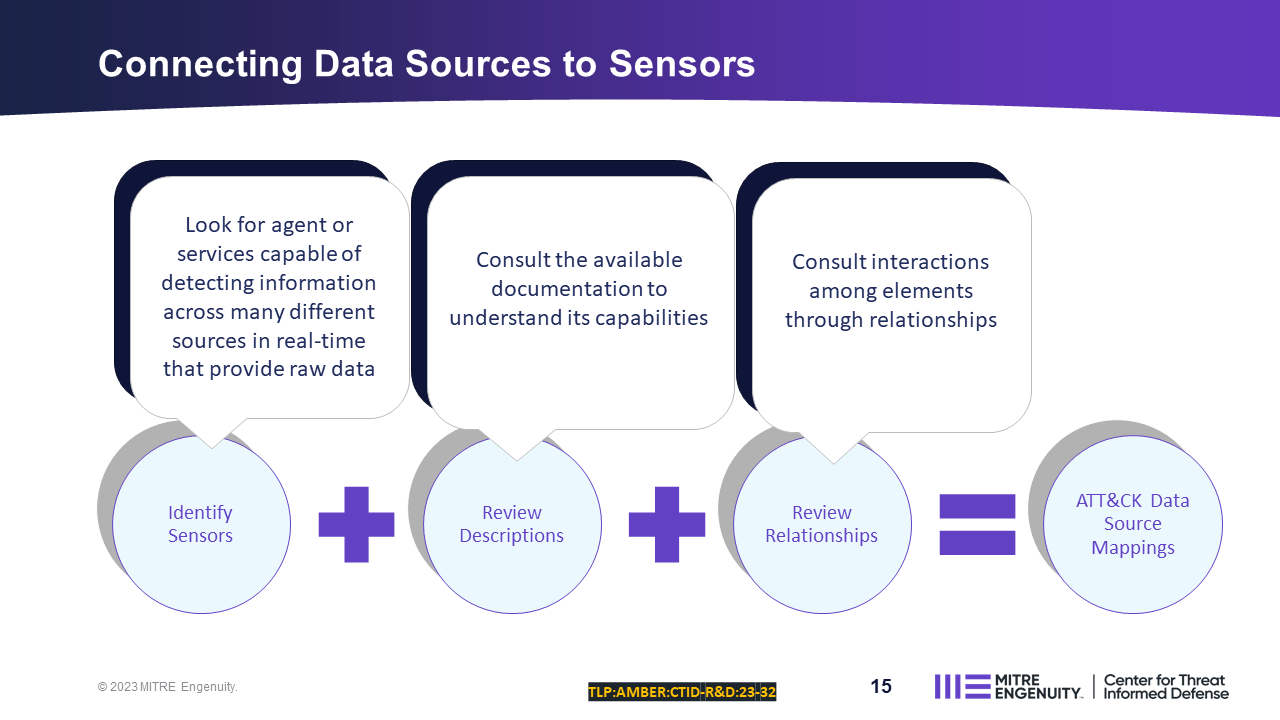 Connecting Data Sources to Sensors
Look for agent or
services capable of
detecting information
across many different
sources in real-time
that provide raw data
Consult the available
documentation to
understand its capabilities
Consult interactions
among elements
through relationships
Identify
Sensors
Review
Descriptions
Review
Relationships
ATT&CK Data
Source
Mappings
© 2023 MITRE Engenuity.
TLP:AMBER:CTID-R&D:23-32
15
MITRE
ENGENUITY™
Center for Threat
Informed Defense